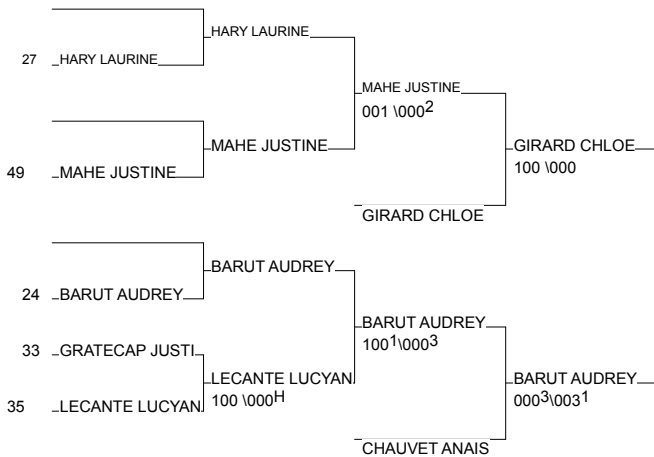 HARY LAURINE
27 HARY LAURINE
MAHE JUSTINE
001 \000²
MAHE JUSTINE
GIRARD CHLOE
100 \000
49 MAHE JUSTINE
GIRARD CHLOE
BARUT AUDREY
24 BARUT AUDREY
BARUT AUDREY
100¹\000³
33 GRATECAP JUSTI
LECANTE LUCYAN
100 \000H
BARUT AUDREY
000³\003¹
35 LECANTE LUCYAN
CHAUVET ANAIS